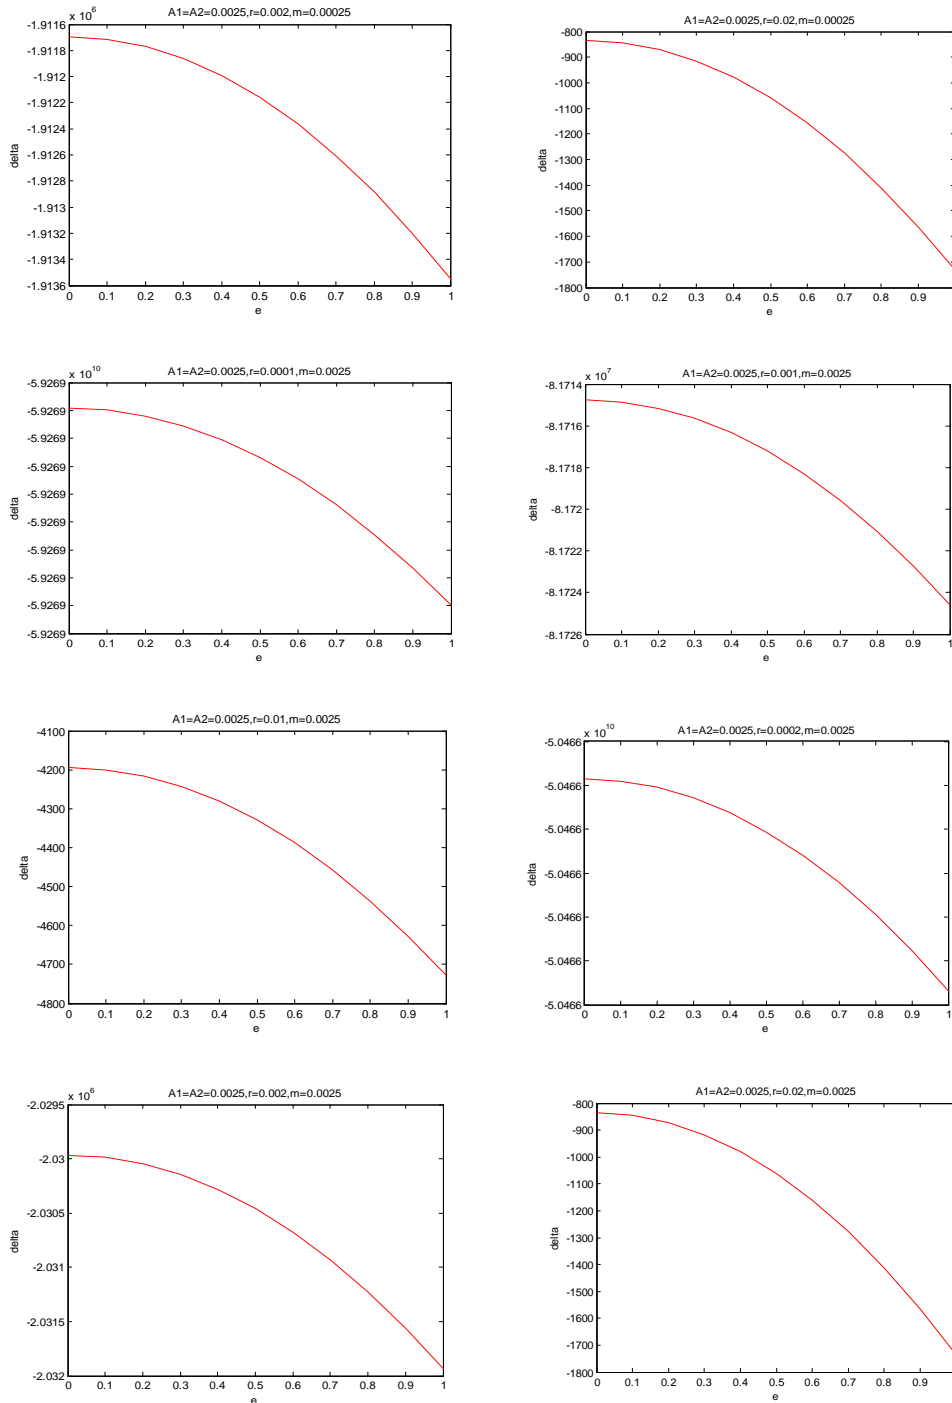 A1=A2=0.0025,r=0.002,m=0.00025
x 10^6
-1.9116
-1.9118
-1.912
-1.9122
-1.9124
-1.9126
-1.9128
-1.913
-1.9132
-1.9134
-1.9136
delta
0 0.1 0.2 0.3 0.4 0.5 0.6 0.7 0.8 0.9 1
e
A1=A2=0.0025,r=0.02,m=0.00025
-800
-900
-1000
-1100
-1200
-1300
-1400
-1500
-1600
-1700
-1800
delta
0 0.1 0.2 0.3 0.4 0.5 0.6 0.7 0.8 0.9
e
A1=A2=0.0025,r=0.0001,m=0.0025
x 10^10
-5.9269
-5.9269
-5.9269
-5.9269
-5.9269
-5.9269
-5.9269
-5.9269
-5.9269
-5.9269
delta
0 0.1 0.2 0.3 0.4 0.5 0.6 0.7 0.8 0.9 1
e
A1=A2=0.0025,r=0.001,m=0.0025
x 10^7
-8.1714
-8.1716
-8.1718
-8.172
-8.1722
-8.1724
-8.1726
delta
0 0.1 0.2 0.3 0.4 0.5 0.6 0.7 0.8 0.9 1
e
A1=A2=0.0025,r=0.01,m=0.0025
-4100
-4200
-4300
-4400
-4500
-4600
-4700
-4800
delta
0 0.1 0.2 0.3 0.4 0.5 0.6 0.7 0.8 0.9 1
e
A1=A2=0.0025,r=0.0002,m=0.0025
x 10^10
-5.0466
-5.0466
-5.0466
-5.0466
-5.0466
-5.0466
-5.0466
delta
0 0.1 0.2 0.3 0.4 0.5 0.6 0.7 0.8 0.9 1
e
A1=A2=0.0025,r=0.002,m=0.0025
x 10^6
-2.0295
-2.03
-2.0305
-2.031
-2.0315
-2.032
delta
0 0.1 0.2 0.3 0.4 0.5 0.6 0.7 0.8 0.9 1
e
A1=A2=0.0025,r=0.02,m=0.0025
-800
-900
-1000
-1100
-1200
-1300
-1400
-1500
-1600
-1700
-1800
delta
0 0.1 0.2 0.3 0.4 0.5 0.6 0.7 0.8 0.9
e